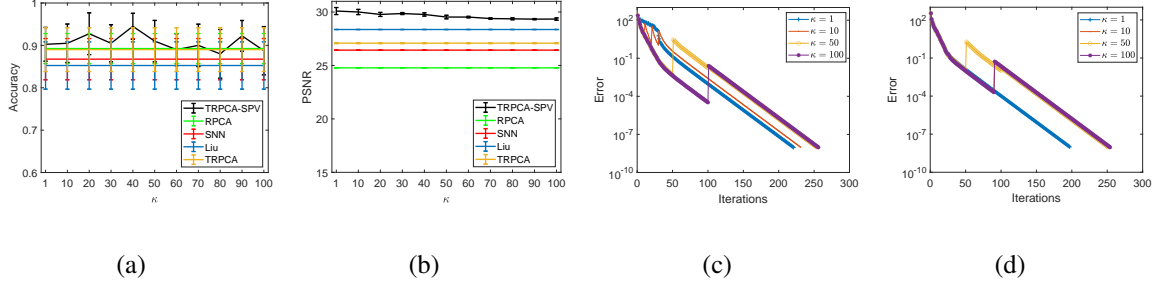 1
0.9
0.8
0.7
0.6
Accuracy
1 10 20 30 40 50 60 70 80 90 100
κ
TRPCA-SPV
RPCA
SNN
Liu
TRPCA
(a)
30
25
20
15
PSNR
1 10 20 30 40 50 60 70 80 90 100
κ
TRPCA-SPV
RPCA
SNN
Liu
TRPCA
(b)
10^2
10^-1
10^-4
10^-7
10^-10
Error
0 50 100 150 200 250 300
Iterations
κ = 1
κ = 10
κ = 50
κ = 100
(c)
10^2
10^-1
10^-4
10^-7
10^-10
Error
0 50 100 150 200 250 300
Iterations
κ = 1
κ = 10
κ = 50
κ = 100
(d)